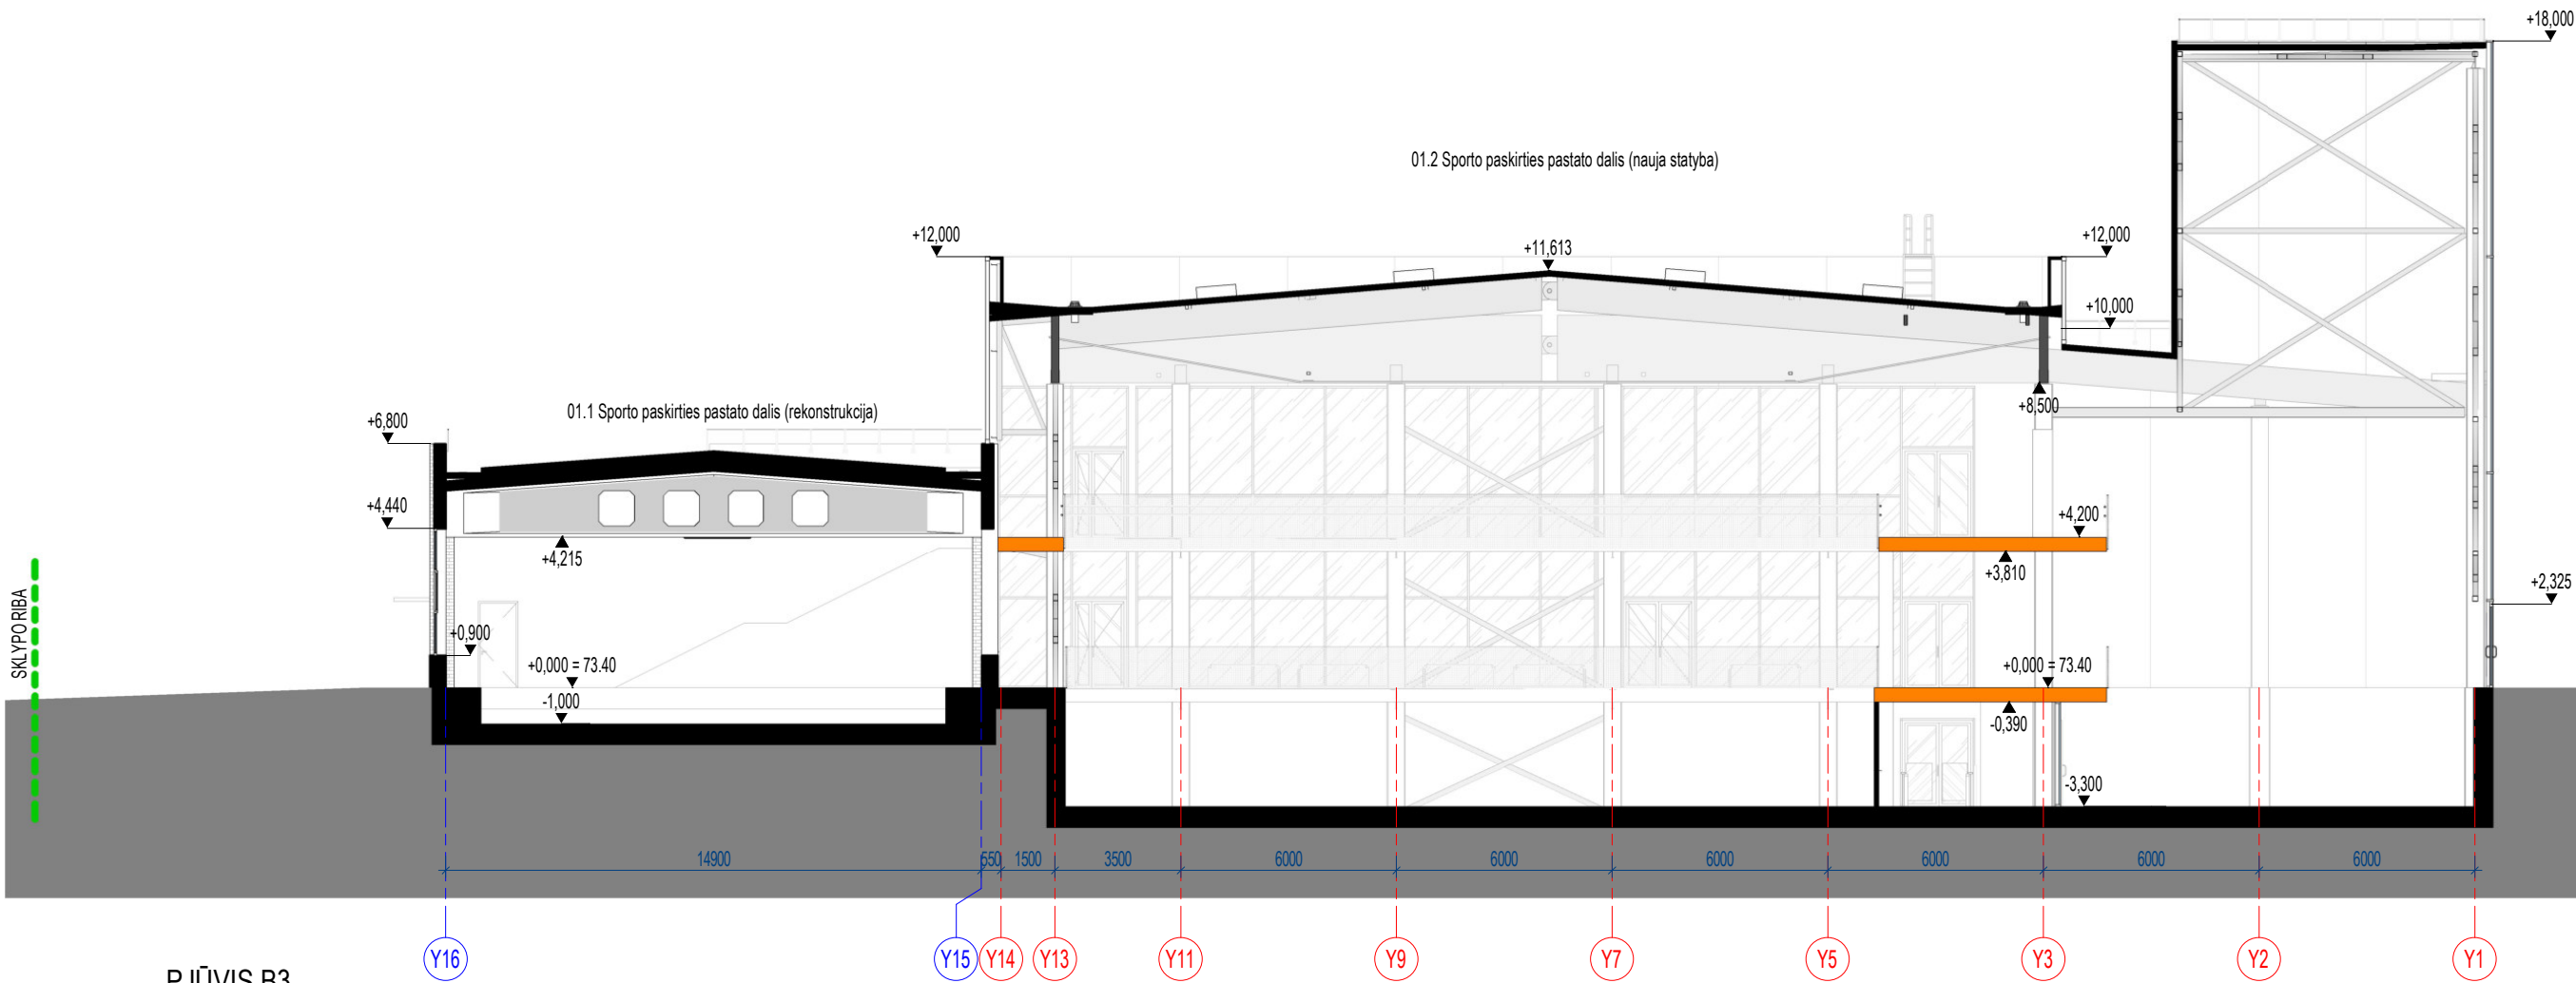 +18,000
01.2 Sporto paskirties pastato dalis (nauja statyba)
+12,000
+11,613
+12,000
+10,000
+8,500
01.1 Sporto paskirties pastato dalis (rekonstrukcija)
+6,800
+4,440
+4,215
+4,200
+3,810
+2,325
SKLYPO RIBA
+0,900
+0,000 = 73.40
+0,000 = 73.40
-1,000
-0,390
-3,300
14900 550 1500 3500 6000 6000 6000 6000 6000 6000
Y16 Y15 Y14 Y13 Y11 Y9 Y7 Y5 Y3 Y2 Y1
PJŪVIS B3